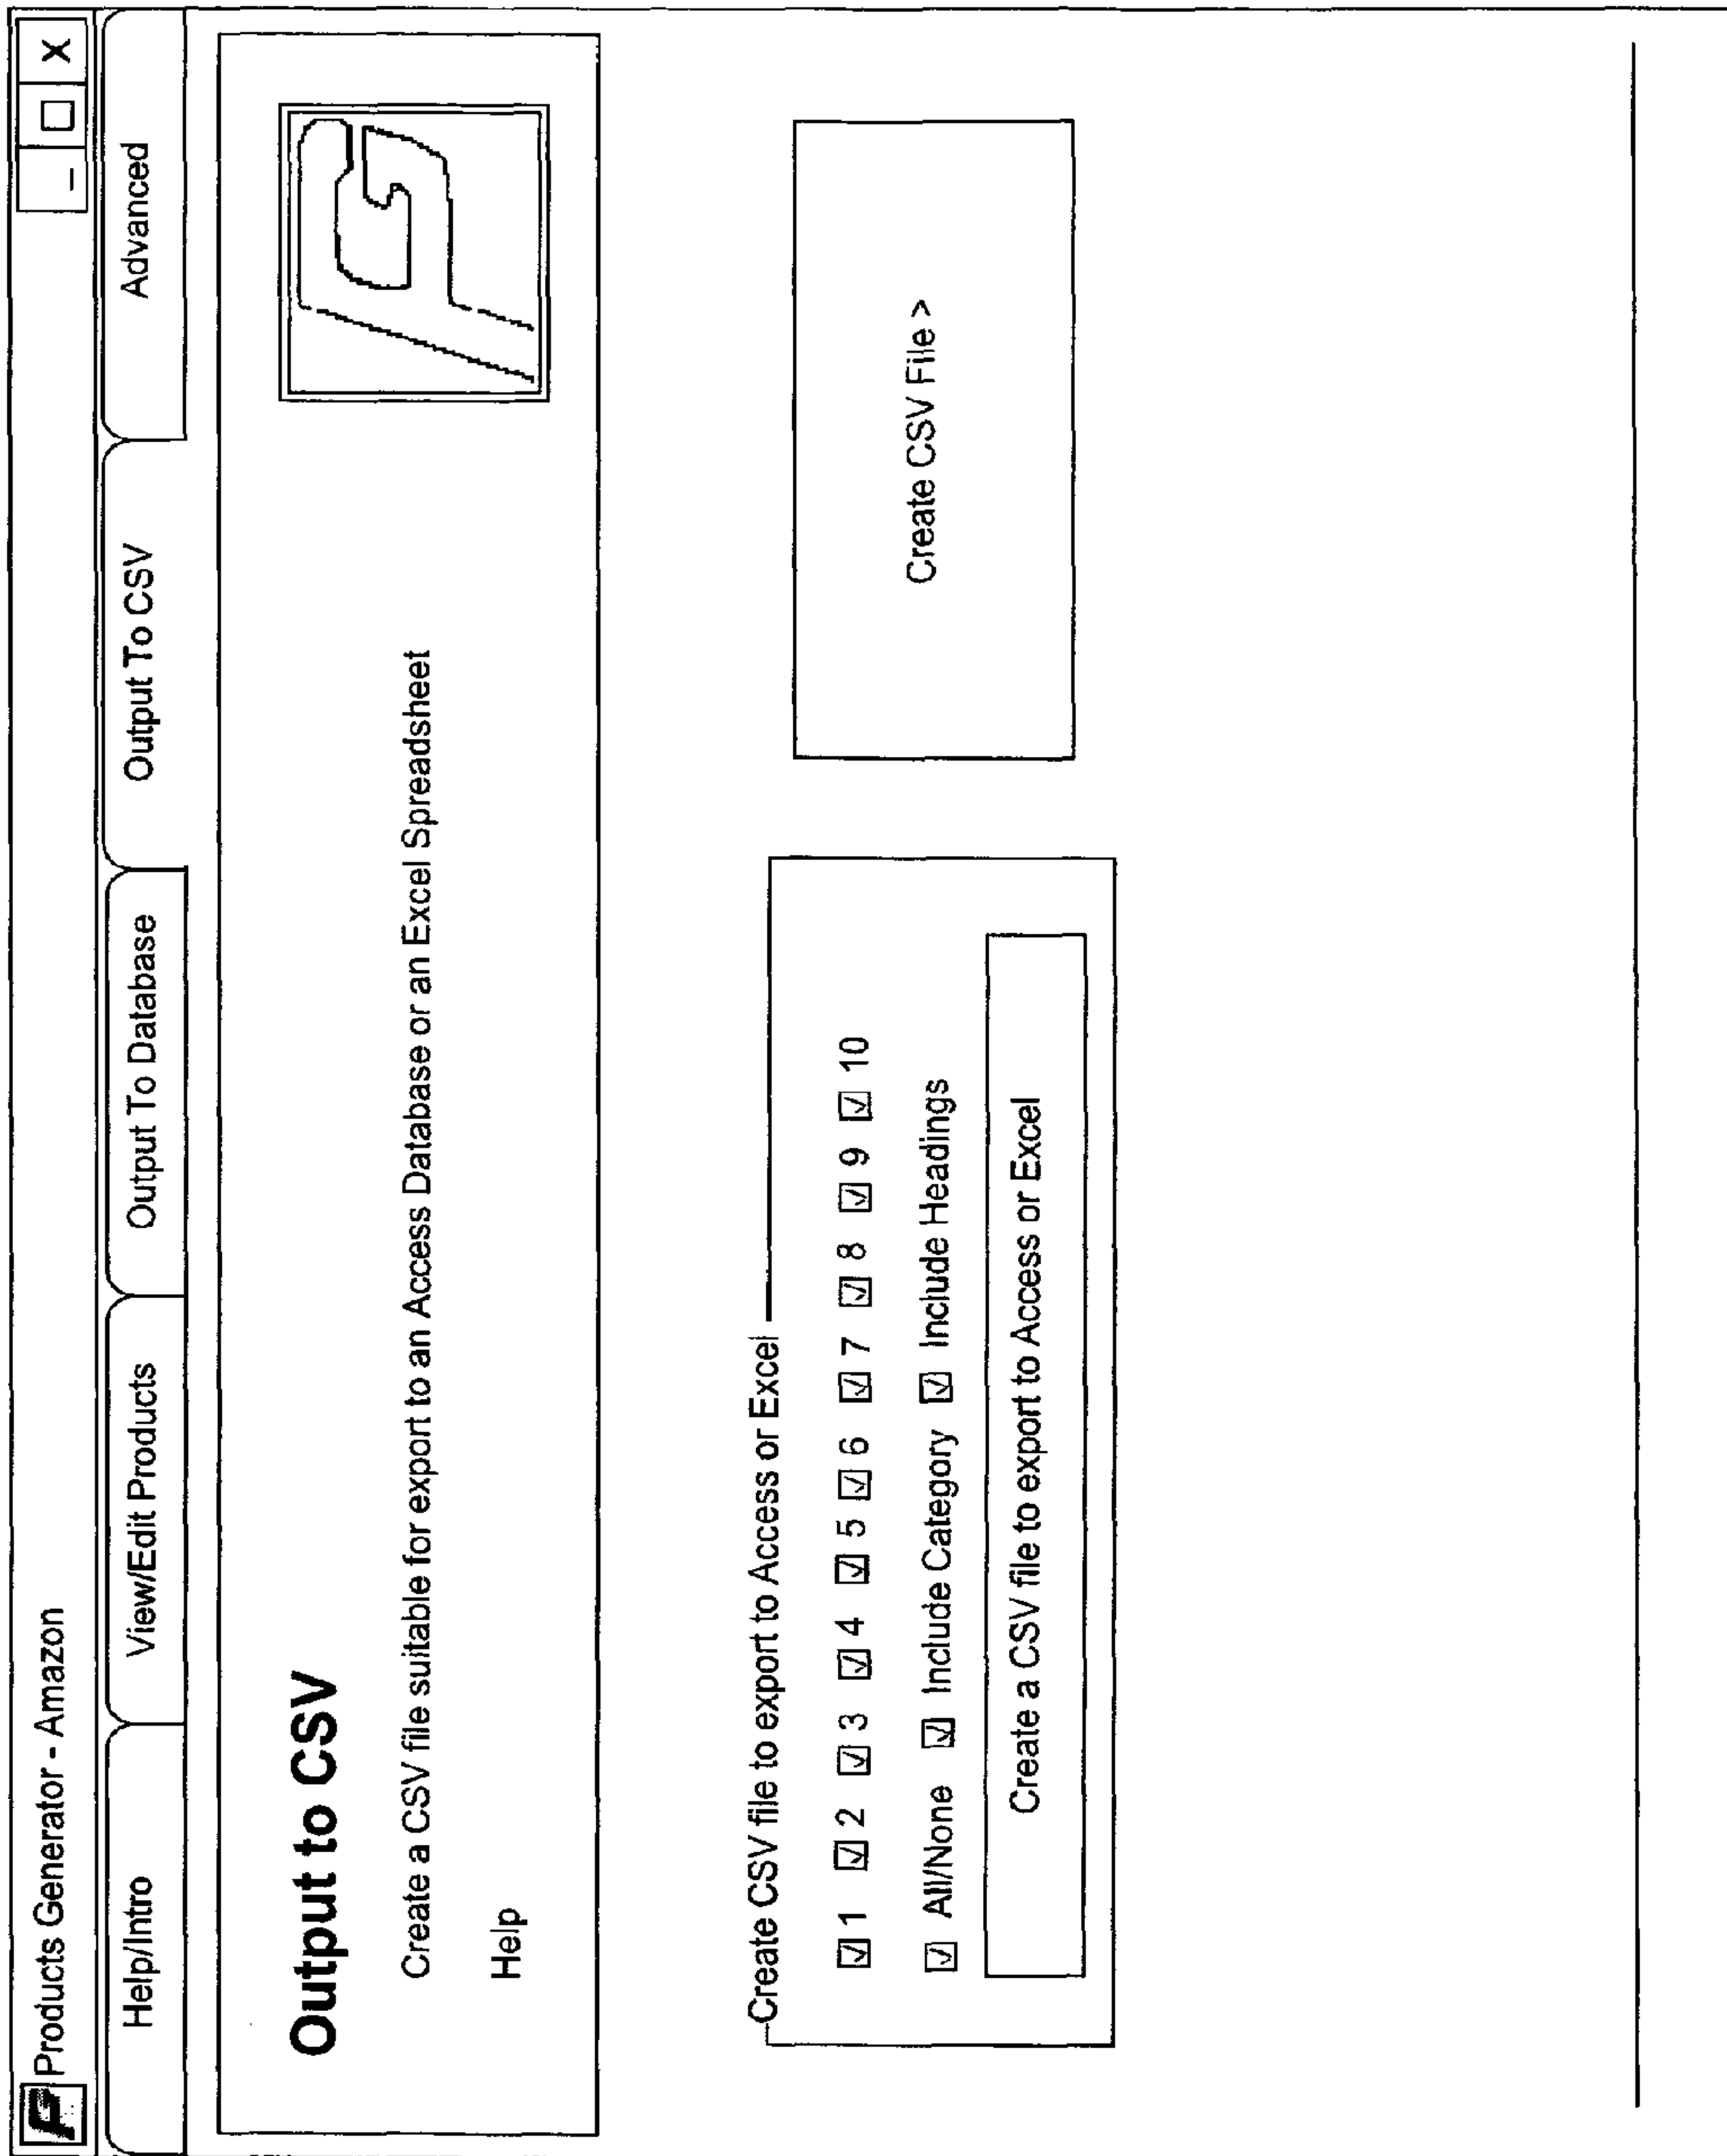 Products Generator - Amazon
_ □ X
Help/Intro
View/Edit Products
Output To Database
Output To CSV
Advanced
Output to CSV
Create a CSV file suitable for export to an Access Database or an Excel Spreadsheet
Help
Create CSV file to export to Access or Excel
☑ 1 ☑ 2 ☑ 3 ☑ 4 ☑ 5 ☑ 6 ☑ 7 ☑ 8 ☑ 9 ☑ 10
☑ All/None ☑ Include Category ☑ Include Headings
Create a CSV file to export to Access or Excel
Create CSV File >